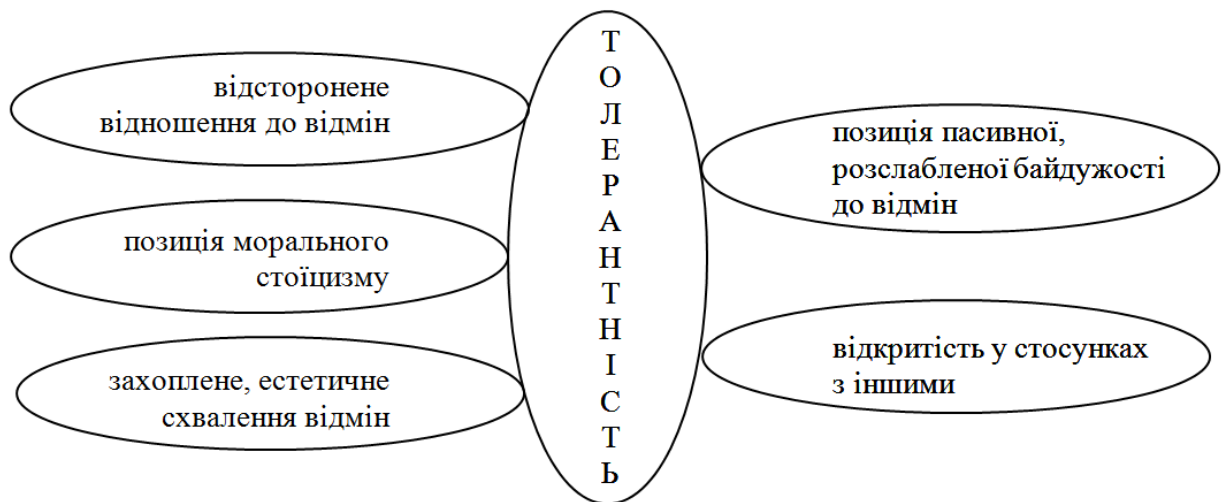 відсторонене
відношення до відмін
позиція морального
стоїцизму
захоплене, естетичне
схвалення відмін
Т
О
Л
Е
Р
А
Н
Т
Н
І
С
Т
Ь
позиція пасивної,
розслабленої байдужості
до відмін
відкритість у стосунках
з іншими